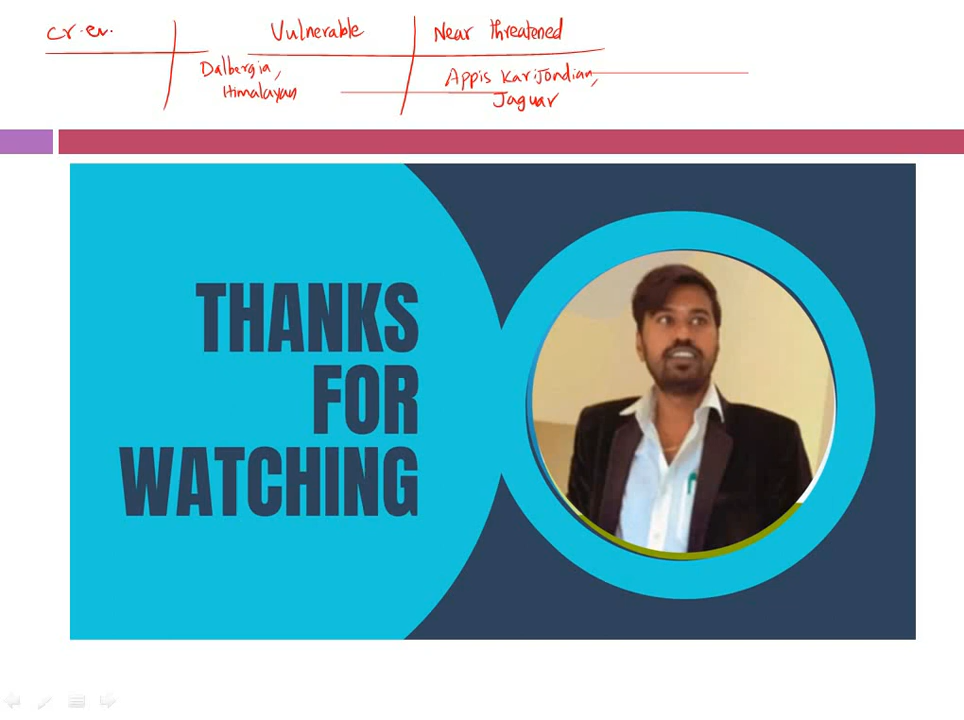 cr.en. Vulnerable Near threatened
Dalbergia, Appis Karijondian,
Himalayan Jaguar
THANKS
FOR
WATCHING